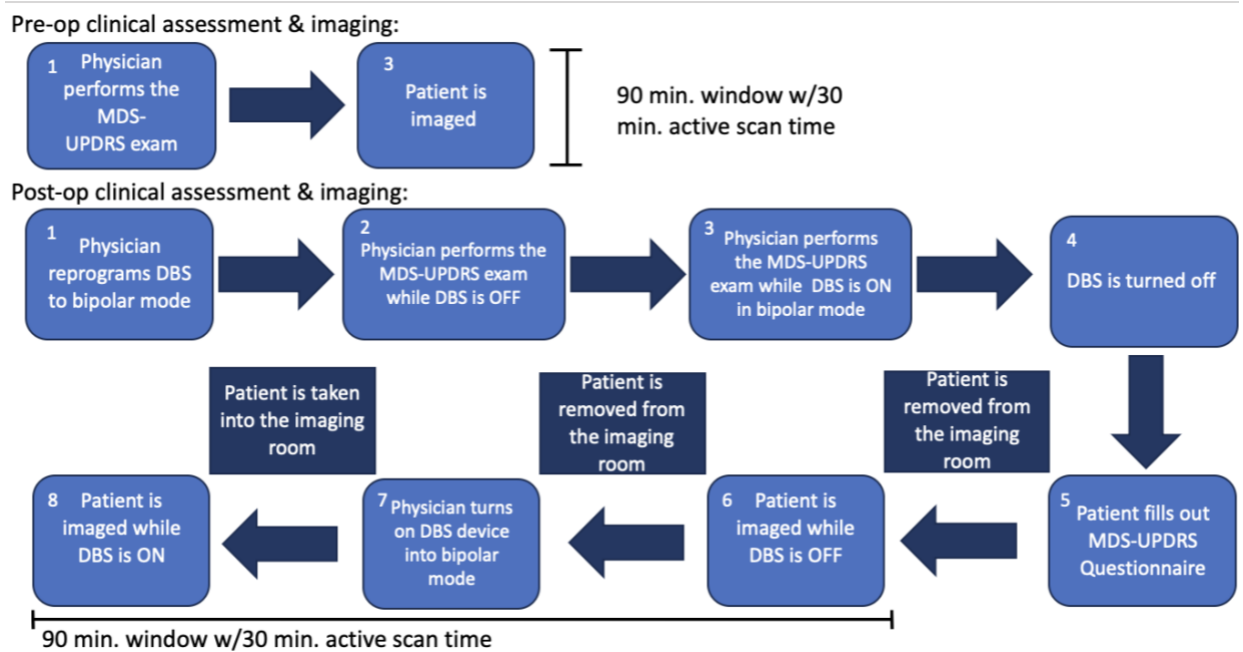 Pre-op clinical assessment & imaging:
1 Physician
performs the
MDS-
UPDRS exam
3
Patient is
imaged
90 min. window w/30
min. active scan time
Post-op clinical assessment & imaging:
1
Physician
reprograms DBS
to bipolar mode
2
Physician performs the
MDS-UPDRS exam
while DBS is OFF
3 Physician performs
the MDS-UPDRS
exam while DBS is ON
in bipolar mode
4
DBS is turned off
Patient is taken
into the imaging
room
Patient is
removed from
the imaging
room
Patient is
removed from
the imaging
room
5 Patient fills out
MDS-UPDRS
Questionnaire
6 Patient is
imaged while
DBS is OFF
7 Physician turns
on DBS device
into bipolar
mode
8 Patient is
imaged while
DBS is ON
90 min. window w/30 min. active scan time